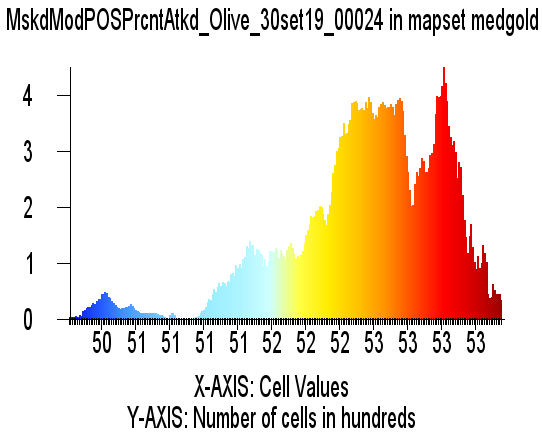 MskdModPOSPrcntAtkd_Olive_30set19_00024 in mapset medgold
4
3
2
1
0
50 51 51 51 51 52 52 52 53 53 53 53
X-AXIS: Cell Values
Y-AXIS: Number of cells in hundreds